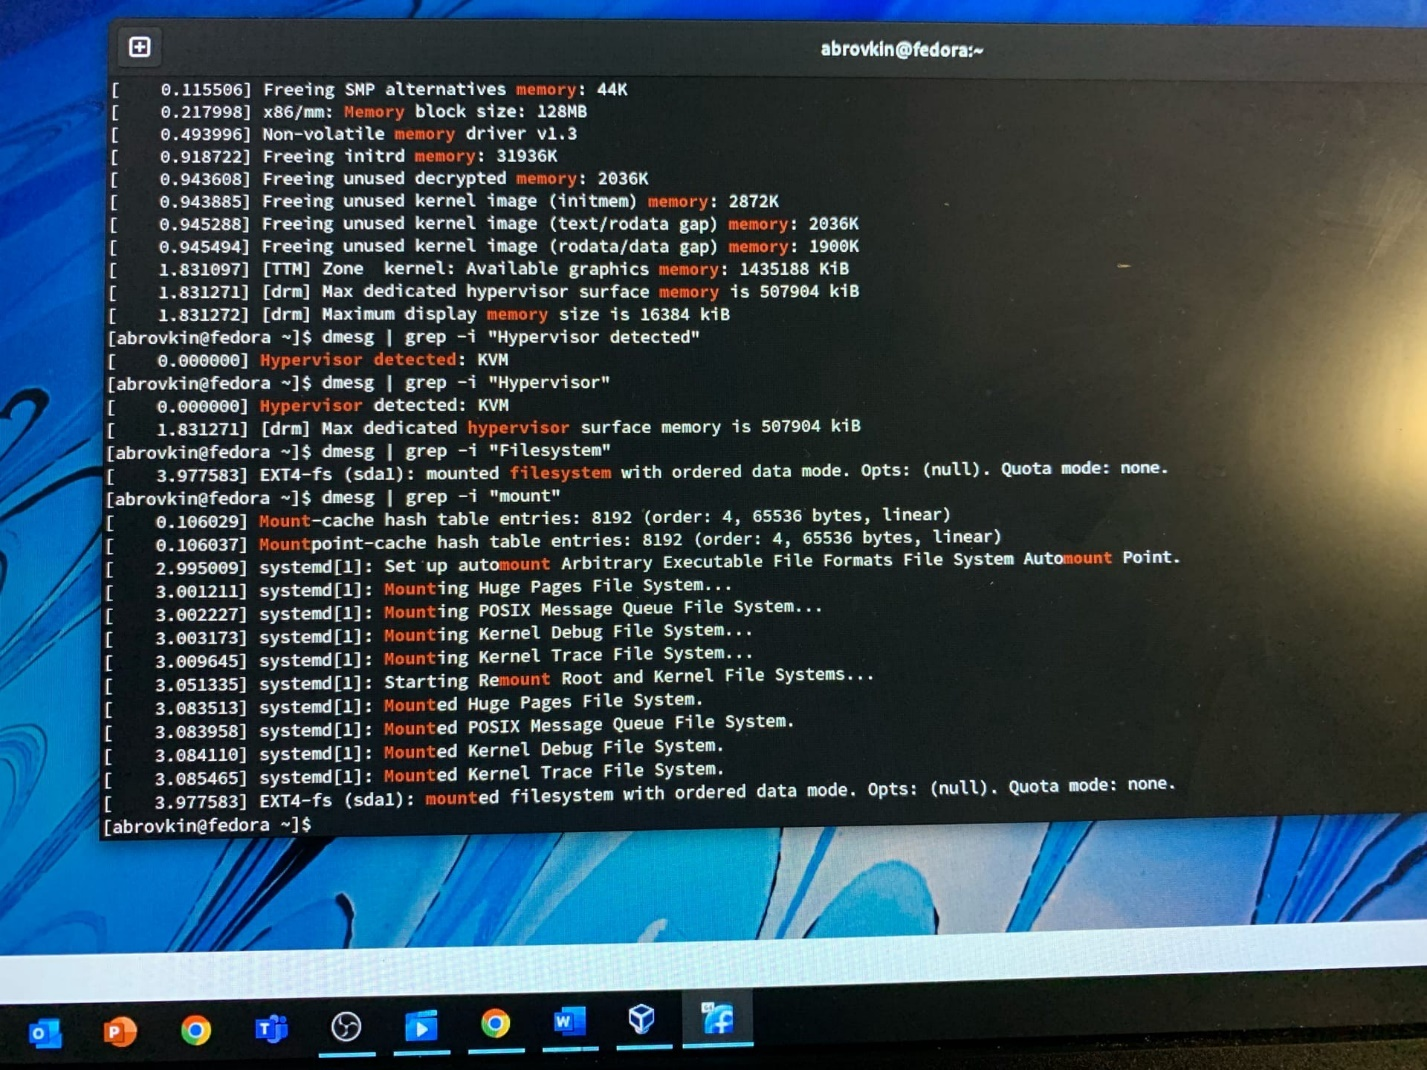 abrovkin@fedora:~
[    0.115506] Freeing SMP alternatives memory: 44K
[    0.217998] x86/mm: Memory block size: 128MB
[    0.493996] Non-volatile memory driver v1.3
[    0.918722] Freeing initrd memory: 31936K
[    0.943608] Freeing unused decrypted memory: 2036K
[    0.943885] Freeing unused kernel image (initmem) memory: 2872K
[    0.945288] Freeing unused kernel image (text/rodata gap) memory: 2036K
[    0.945494] Freeing unused kernel image (rodata/data gap) memory: 1900K
[    1.831097] [TTM] Zone  kernel: Available graphics memory: 1435188 KiB
[    1.831271] [drm] Max dedicated hypervisor surface memory is 507904 kiB
[    1.831272] [drm] Maximum display memory size is 16384 kiB
[abrovkin@fedora ~]$ dmesg | grep -i "Hypervisor detected"
[    0.000000] Hypervisor detected: KVM
[abrovkin@fedora ~]$ dmesg | grep -i "Hypervisor"
[    0.000000] Hypervisor detected: KVM
[    1.831271] [drm] Max dedicated hypervisor surface memory is 507904 kiB
[abrovkin@fedora ~]$ dmesg | grep -i "Filesystem"
[    3.977583] EXT4-fs (sda1): mounted filesystem with ordered data mode. Opts: (null). Quota mode: none.
[abrovkin@fedora ~]$ dmesg | grep -i "mount"
[    0.106029] Mount-cache hash table entries: 8192 (order: 4, 65536 bytes, linear)
[    0.106037] Mountpoint-cache hash table entries: 8192 (order: 4, 65536 bytes, linear)
[    2.995009] systemd[1]: Set up automount Arbitrary Executable File Formats File System Automount Point.
[    3.001211] systemd[1]: Mounting Huge Pages File System...
[    3.002227] systemd[1]: Mounting POSIX Message Queue File System...
[    3.003173] systemd[1]: Mounting Kernel Debug File System...
[    3.009645] systemd[1]: Mounting Kernel Trace File System...
[    3.051335] systemd[1]: Starting Remount Root and Kernel File Systems...
[    3.083513] systemd[1]: Mounted Huge Pages File System.
[    3.083958] systemd[1]: Mounted POSIX Message Queue File System.
[    3.084110] systemd[1]: Mounted Kernel Debug File System.
[    3.085465] systemd[1]: Mounted Kernel Trace File System.
[    3.977583] EXT4-fs (sda1): mounted filesystem with ordered data mode. Opts: (null). Quota mode: none.
[abrovkin@fedora ~]$